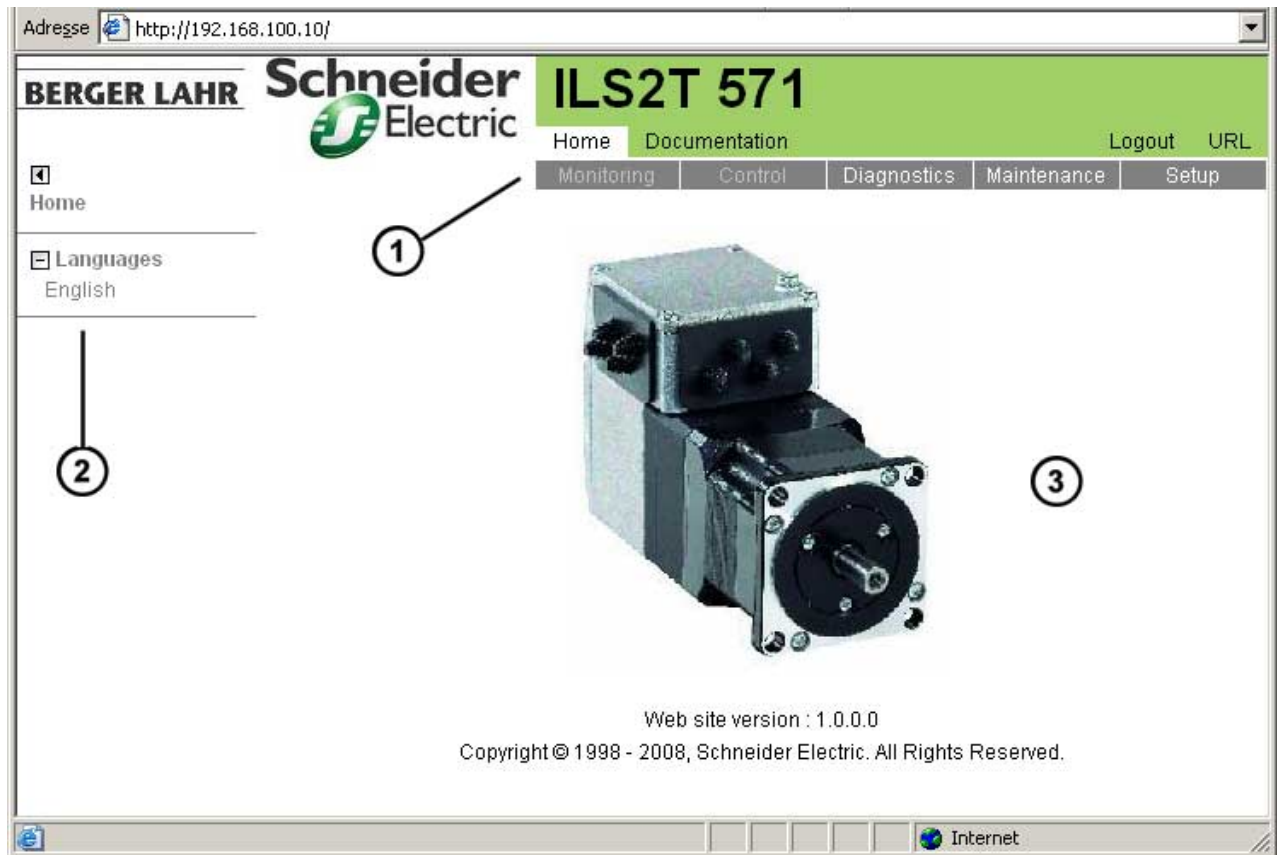 Adresse http://192.168.100.10/
BERGER LAHR
Schneider
Electric
ILS2T 571
Home Documentation Logout URL
Monitoring Control Diagnostics Maintenance Setup
Home
Languages
English
1
2
3
Web site version : 1.0.0.0
Copyright © 1998 - 2008, Schneider Electric. All Rights Reserved.
Internet